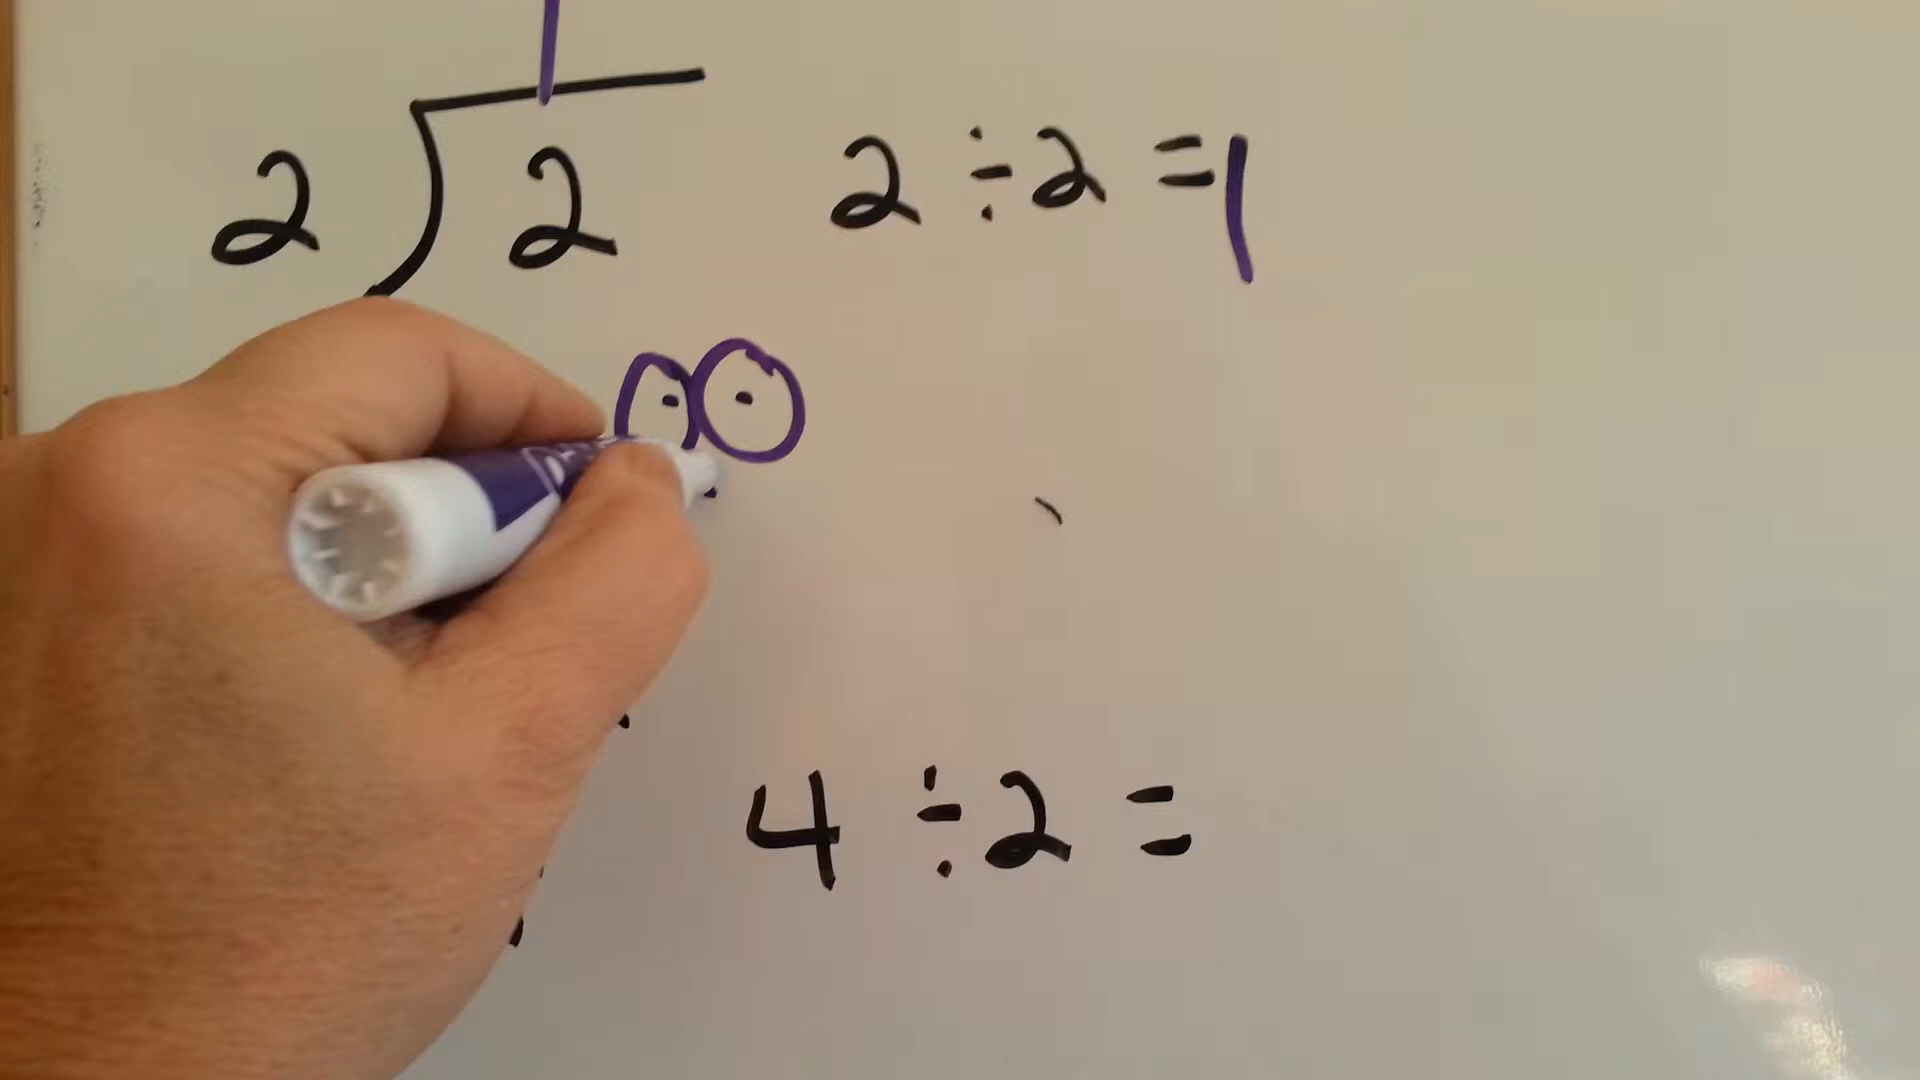 1
2 ) 2
2 ÷ 2 = 1
4 ÷ 2 =